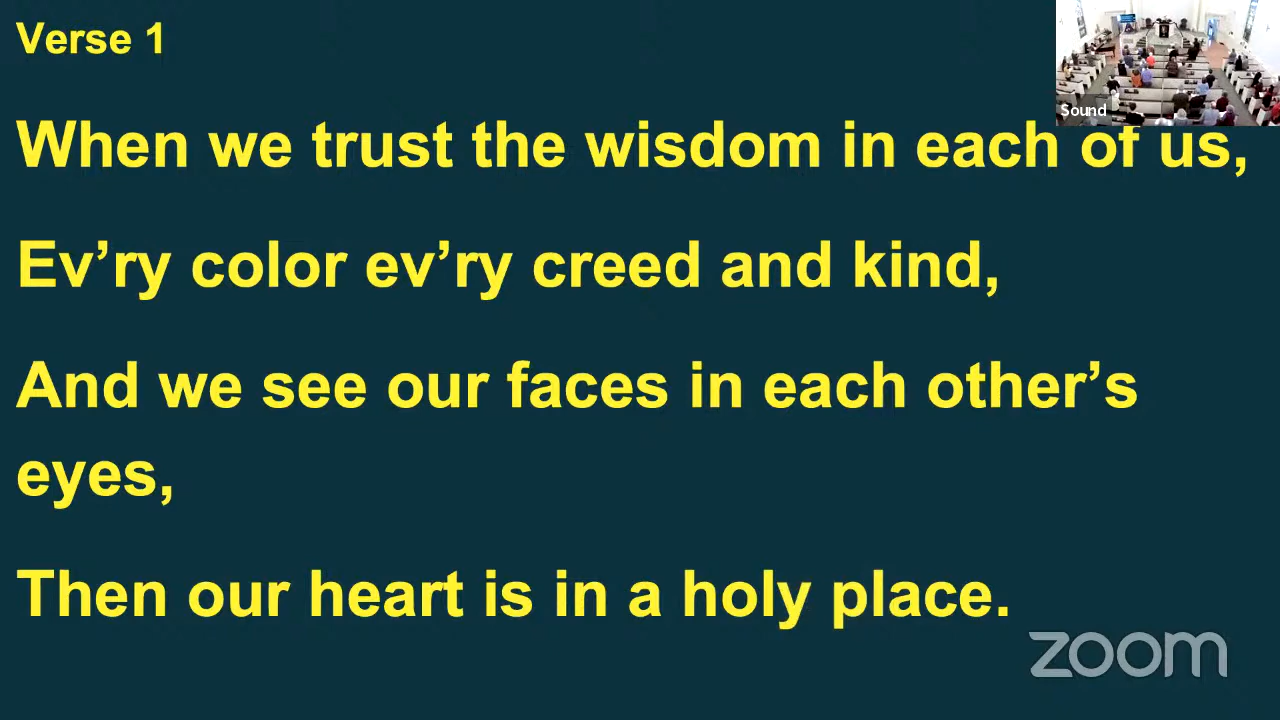 Verse 1
Sound
When we trust the wisdom in each of us,
Ev’ry color ev’ry creed and kind,
And we see our faces in each other’s
eyes,
Then our heart is in a holy place.
zoom